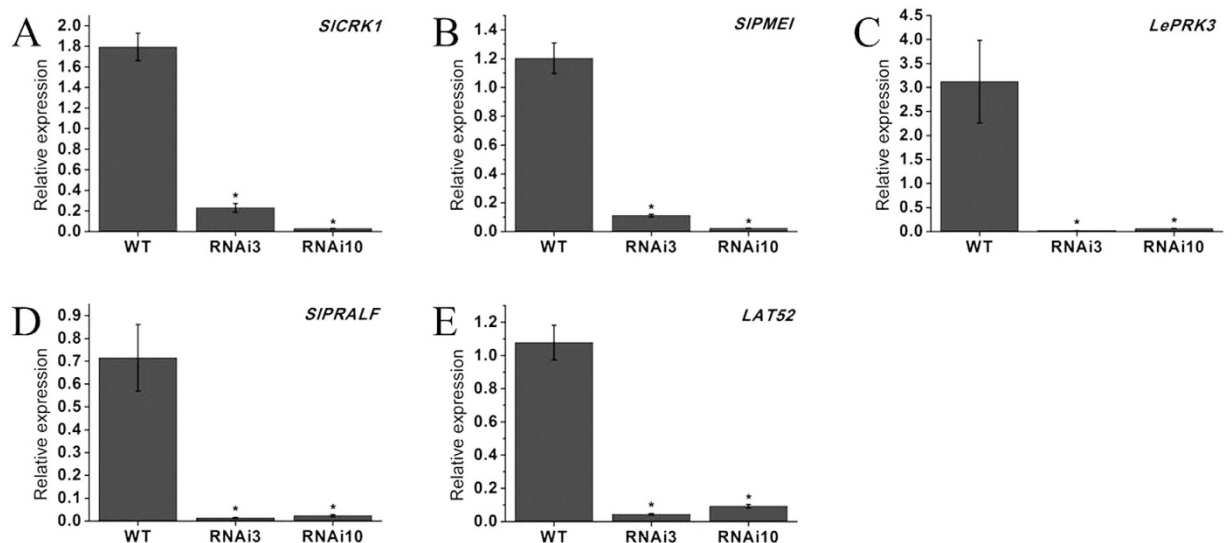 A
SlCRK1
Relative expression
2.0
1.8
1.6
1.4
1.2
1.0
0.8
0.6
0.4
0.2
0.0
*
*
WT RNAi3 RNAi10
B
SlPMEI
Relative expression
1.4
1.2
1.0
0.8
0.6
0.4
0.2
0.0
*
*
WT RNAi3 RNAi10
C
LePRK3
Relative expression
4.5
4.0
3.5
3.0
2.5
2.0
1.5
1.0
0.5
0.0
*
*
WT RNAi3 RNAi10
D
SlPRALF
Relative expression
0.9
0.8
0.7
0.6
0.5
0.4
0.3
0.2
0.1
0.0
*
*
WT RNAi3 RNAi10
E
LAT52
Relative expression
1.2
1.0
0.8
0.6
0.4
0.2
0.0
*
*
WT RNAi3 RNAi10